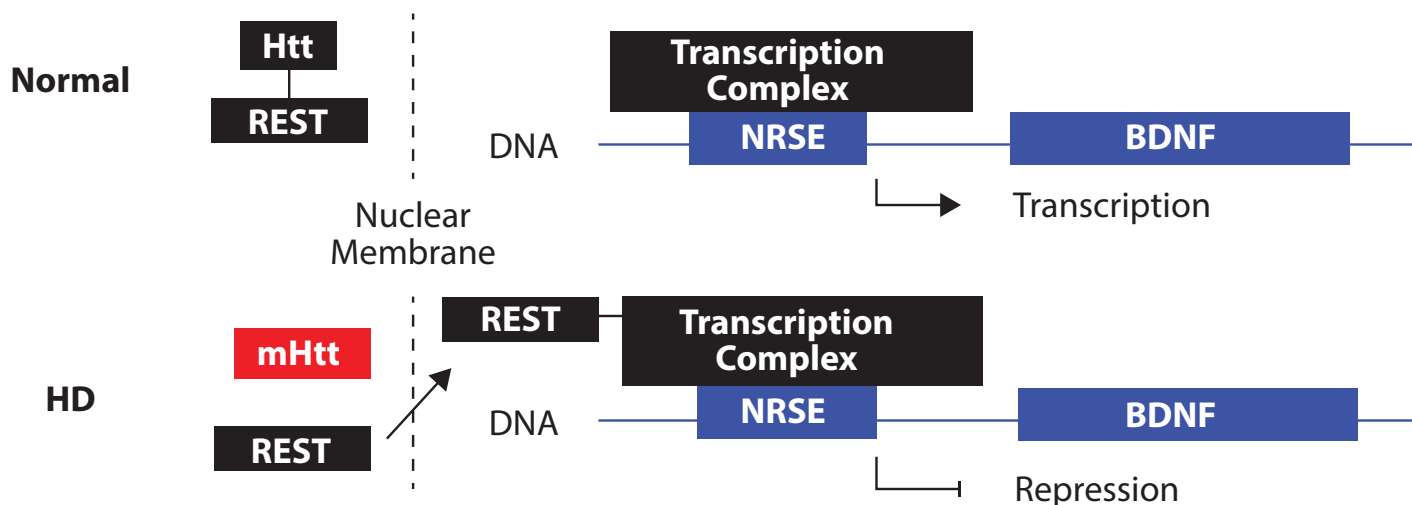 Normal
Htt
REST
Transcription
Complex
DNA
NRSE
BDNF
Transcription
Nuclear
Membrane
HD
mHtt
REST
REST
Transcription
Complex
DNA
NRSE
BDNF
Repression